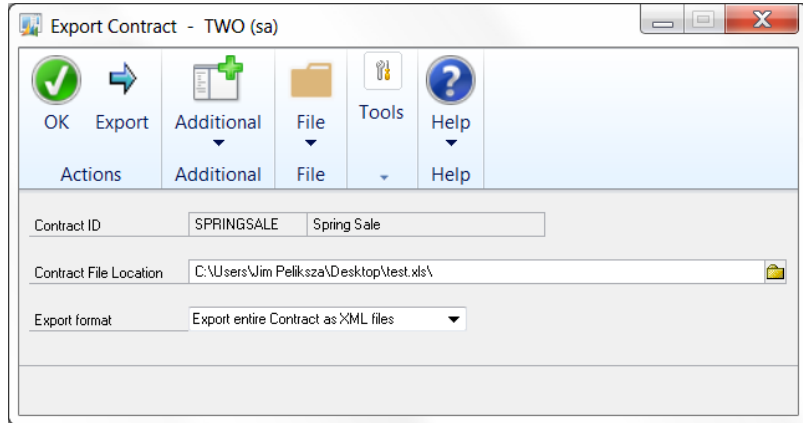 Export Contract - TWO (sa)
OK Export Additional File Tools Help
Actions Additional File Help
Contract ID SPRINGSALE Spring Sale
Contract File Location C:\Users\Jim Peliksza\Desktop\test.xls\
Export format Export entire Contract as XML files